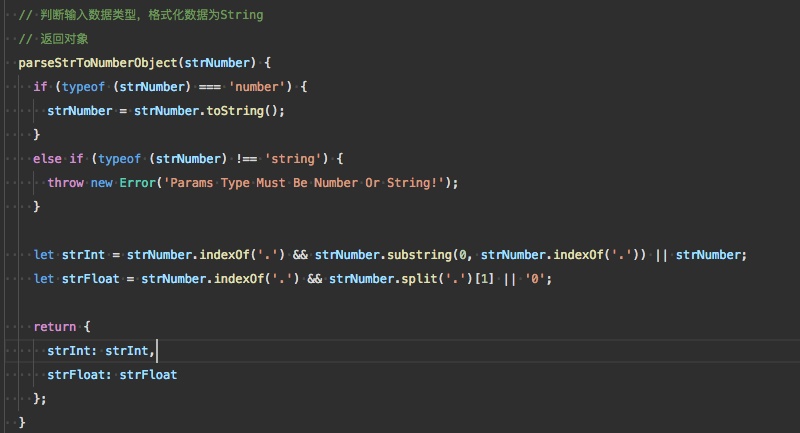 // 判断输入数据类型，格式化数据为String
// 返回对象
parseStrToNumberObject(strNumber) {
if (typeof (strNumber) === 'number') {
strNumber = strNumber.toString();
}
else if (typeof (strNumber) !== 'string') {
throw new Error('Params Type Must Be Number Or String!');
}
let strInt = strNumber.indexOf('.') && strNumber.substring(0, strNumber.indexOf('.')) || strNumber;
let strFloat = strNumber.indexOf('.') && strNumber.split('.')[1] || '0';
return {
strInt: strInt,
strFloat: strFloat
};
}